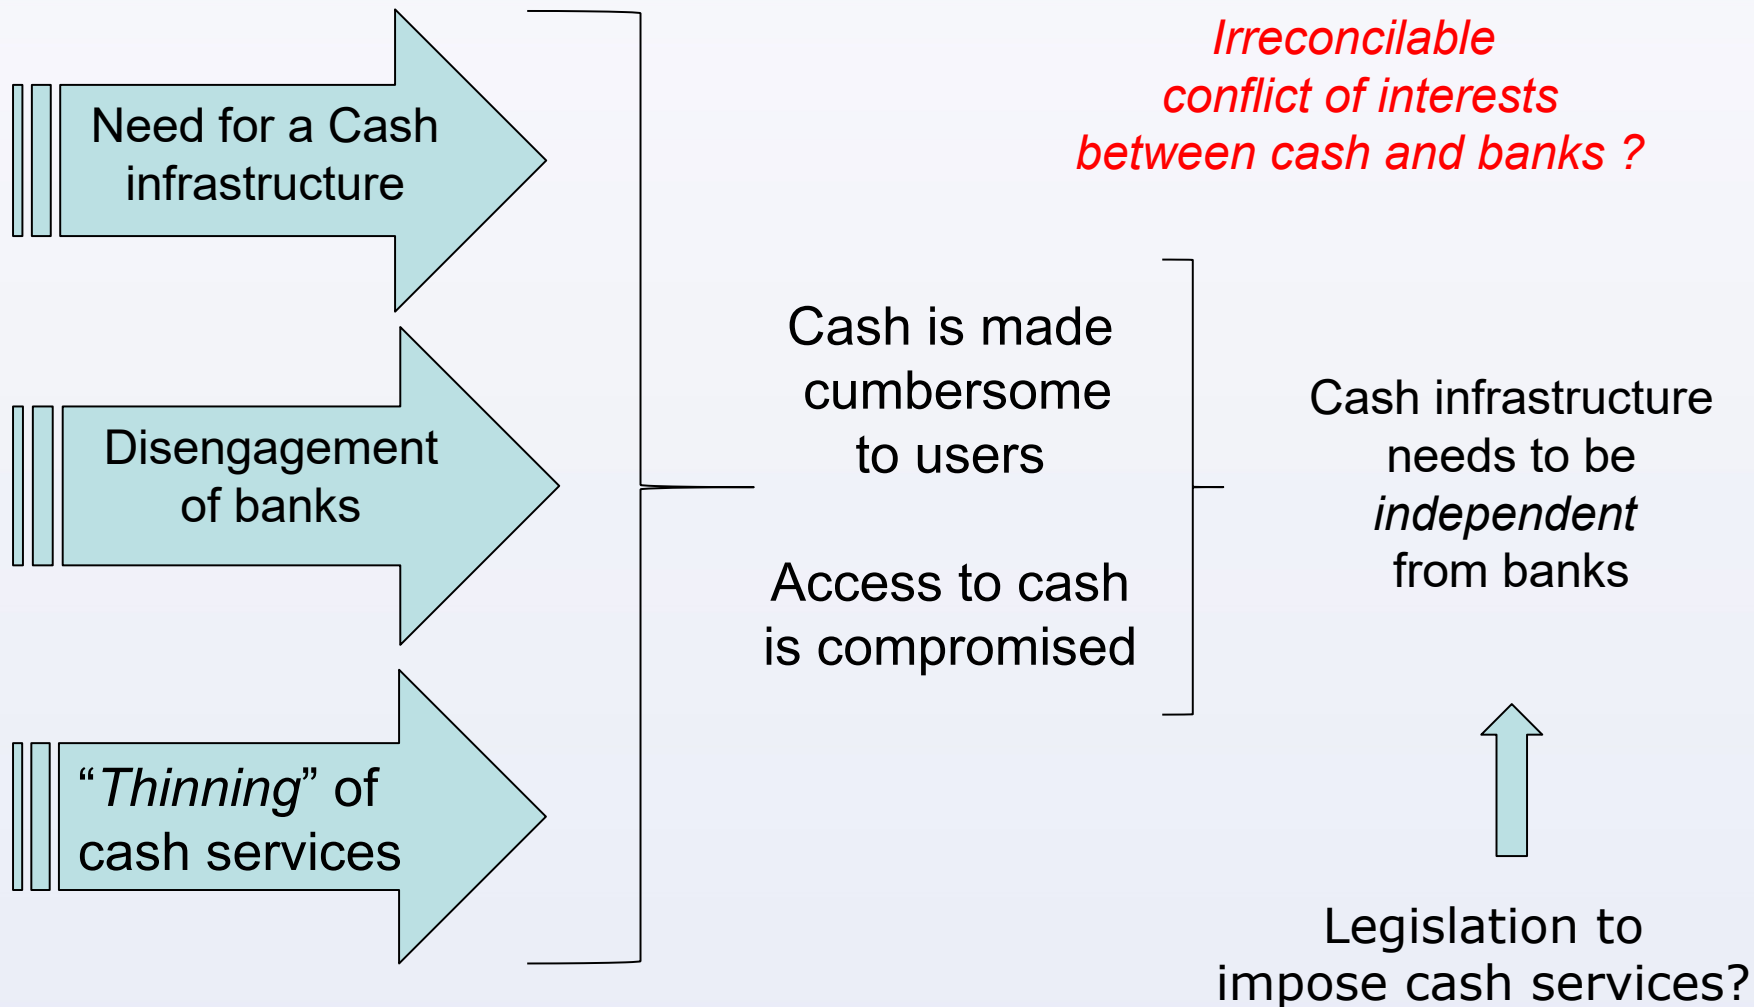 Need for a Cash
infrastructure
Disengagement
of banks
“Thinning” of
cash services
Cash is made
cumbersome
to users
Access to cash
is compromised
Irreconcilable
conflict of interests
between cash and banks ?
Cash infrastructure
needs to be
independent
from banks
Legislation to
impose cash services?